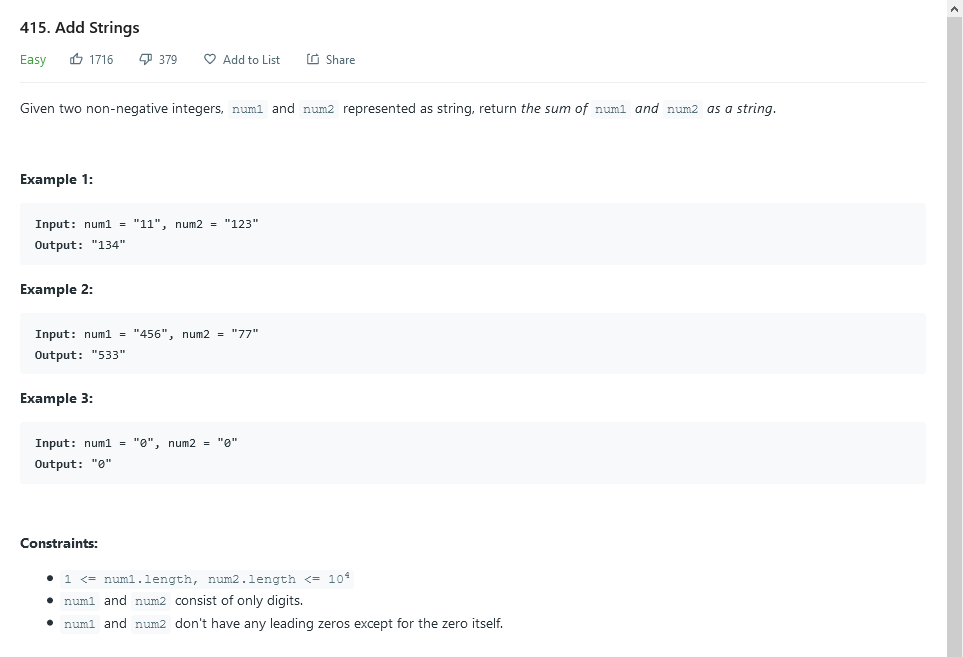 415. Add Strings
Easy 1716 379 Add to List Share
Given two non-negative integers, num1 and num2 represented as string, return the sum of num1 and num2 as a string.
Example 1:
Input: num1 = "11", num2 = "123"
Output: "134"
Example 2:
Input: num1 = "456", num2 = "77"
Output: "533"
Example 3:
Input: num1 = "0", num2 = "0"
Output: "0"
Constraints:
• 1 <= num1.length, num2.length <= 10⁴
• num1 and num2 consist of only digits.
• num1 and num2 don't have any leading zeros except for the zero itself.